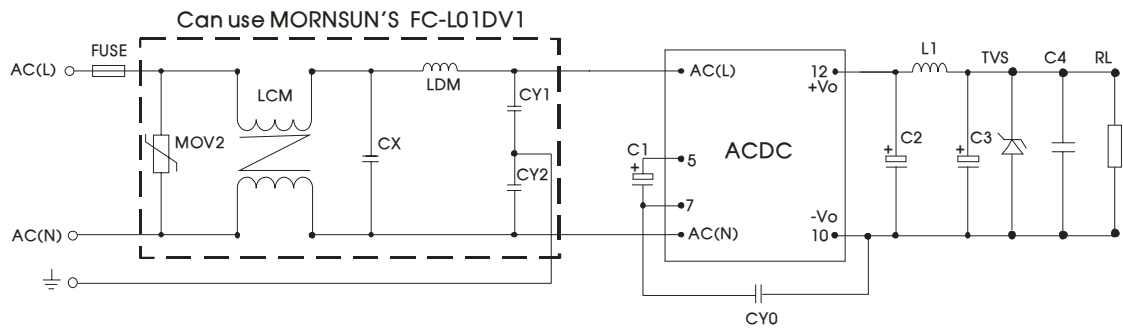 Can use MORNSUN'S FC-L01DV1
FUSE
AC(L)
LCM
MOV2
CX
LDM
CY1
CY2
AC(N)
AC(L)
12
+Vo
C1
+
5
ACDC
7
-Vo
AC(N)
10
CY0
L1
TVS
C4
RL
C2
+
C3
+